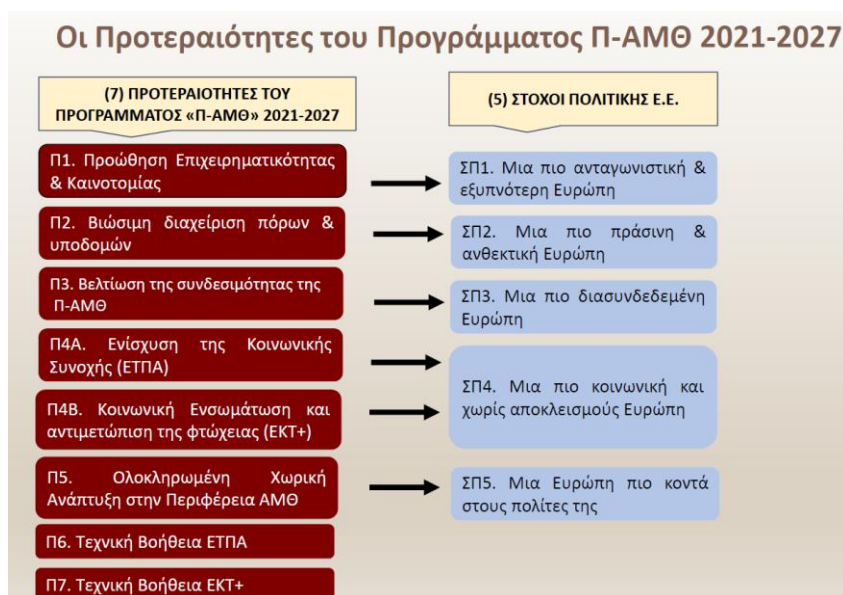 Οι Προτεραιότητες του Προγράμματος Π-ΑΜΘ 2021-2027
(7) ΠΡΟΤΕΡΑΙΟΤΗΤΕΣ ΤΟΥ
ΠΡΟΓΡΑΜΜΑΤΟΣ «Π-ΑΜΘ» 2021-2027
(5) ΣΤΟΧΟΙ ΠΟΛΙΤΙΚΗΣ Ε.Ε.
Π1. Προώθηση Επιχειρηματικότητας
& Καινοτομίας
ΣΠ1. Μια πιο ανταγωνιστική &
εξυπνότερη Ευρώπη
Π2. Βιώσιμη διαχείριση πόρων &
υποδομών
ΣΠ2. Μια πιο πράσινη &
ανθεκτική Ευρώπη
Π3. Βελτίωση της συνδεσιμότητας της
Π-ΑΜΘ
ΣΠ3. Μια πιο διασυνδεδεμένη
Ευρώπη
Π4Α. Ενίσχυση της Κοινωνικής
Συνοχής (ΕΤΠΑ)
Π4Β. Κοινωνική Ενσωμάτωση και
αντιμετώπιση της φτώχειας (ΕΚΤ+)
ΣΠ4. Μια πιο κοινωνική και
χωρίς αποκλεισμούς Ευρώπη
Π5. Ολοκληρωμένη Χωρική
Ανάπτυξη στην Περιφέρεια ΑΜΘ
ΣΠ5. Μια Ευρώπη πιο κοντά
στους πολίτες της
Π6. Τεχνική Βοήθεια ΕΤΠΑ
Π7. Τεχνική Βοήθεια ΕΚΤ+